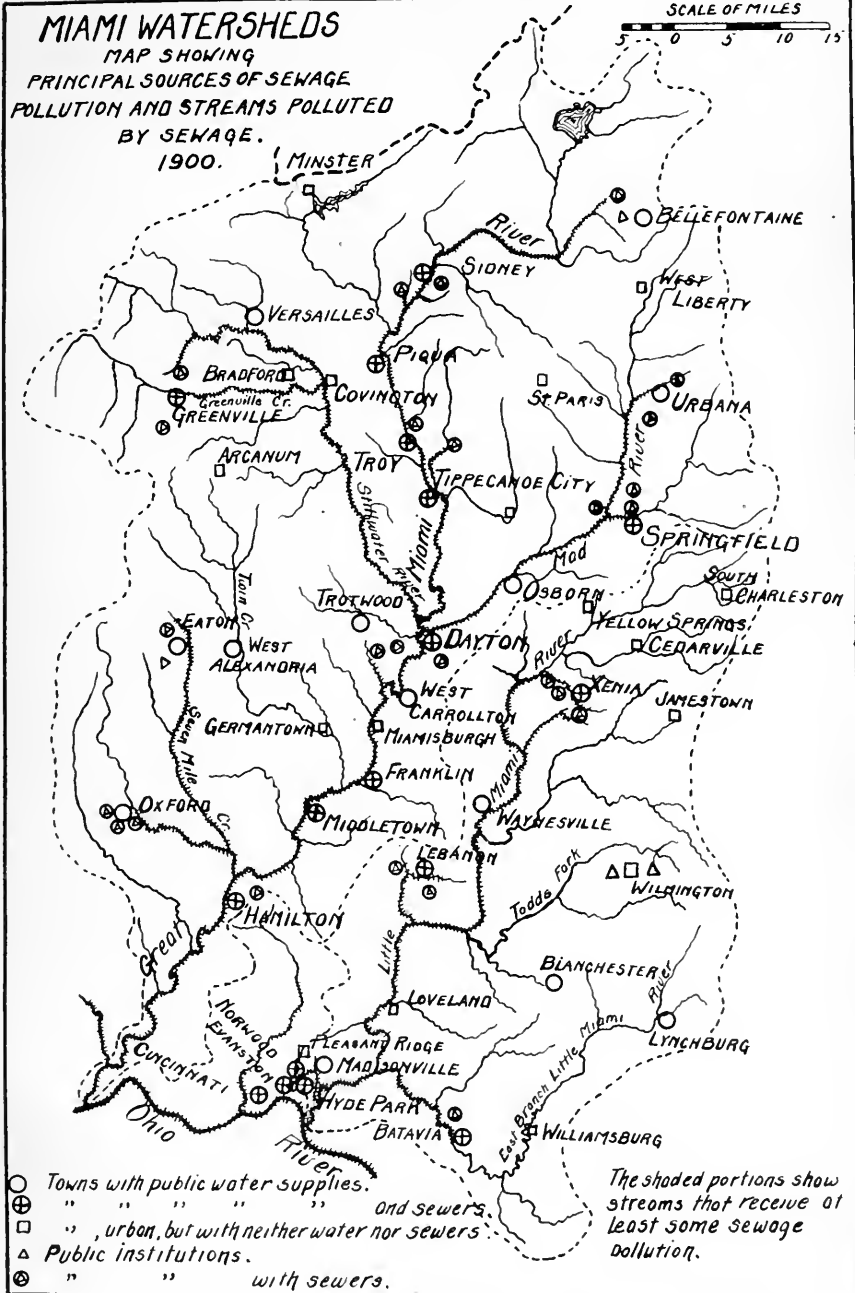 MIAMI WATERSHEDS
MAP SHOWING
PRINCIPAL SOURCES OF SEWAGE
POLLUTION AND STREAMS POLLUTED
BY SEWAGE.
1900.
SCALE OF MILES
5 0 5 10 15
MINSTER
BELLEFONTAINE
River
SIDNEY
WEST
LIBERTY
VERSAILLES
PIQUA
BRADFORD
COVINGTON
ST. PARIS
URBANA
Greenville Cr.
GREENVILLE
River
ARCANUM
TROY
TIPPECANOE CITY
SPRINGFIELD
Stillwater River
Miami
Mad
OSBORN
SOUTH
CHARLESTON
Twin Cr.
TROTWOOD
YELLOW SPRINGS
EATON
WEST
ALEXANDRIA
DAYTON
River
CEDARVILLE
XENIA
WEST
CARROLLTON
JAMESTOWN
GERMANTOWN
MIAMISBURGH
Seven Mile
Cr.
FRANKLIN
Miami
OXFORD
MIDDLETOWN
WAYNESVILLE
LEBANON
Todds Fork
WILMINGTON
HAMILTON
Great
Little
BLANCHESTER
LOVELAND
River
LYNCHBURG
NORWOOD
EVANSTON
PLEASANT RIDGE
CINCINNATI
MADISONVILLE
HYDE PARK
East Branch Little Miami
Ohio
River
BATAVIA
WILLIAMSBURG
Towns with public water supplies.
" " " " " and sewers.
" , urban, but with neither water nor sewers
Public institutions.
" " with sewers.
The shaded portions show
streams that receive at
least some sewage
pollution.